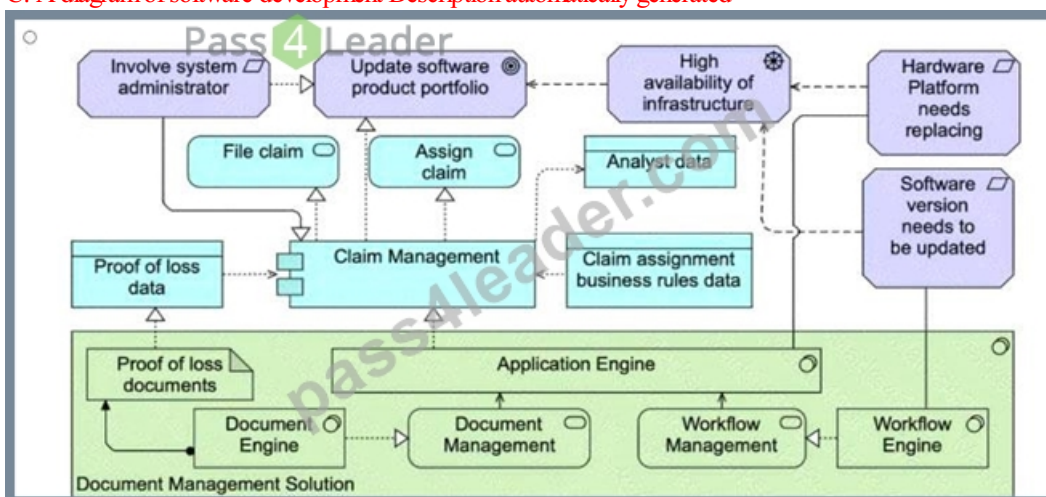 C. A diagram of software development Description automatically generated
Pass 4 Leader
Involve system
administrator
Update software
product portfolio
High
availability of
infrastructure
Hardware
Platform
needs
replacing
File claim
Assign
claim
Analyst data
Software
version
needs to
be updated
Proof of loss
data
Claim Management
Claim assignment
business rules data
pass4leader.com
Proof of loss
documents
Application Engine
Document
Engine
Document
Management
Workflow
Management
Workflow
Engine
Document Management Solution